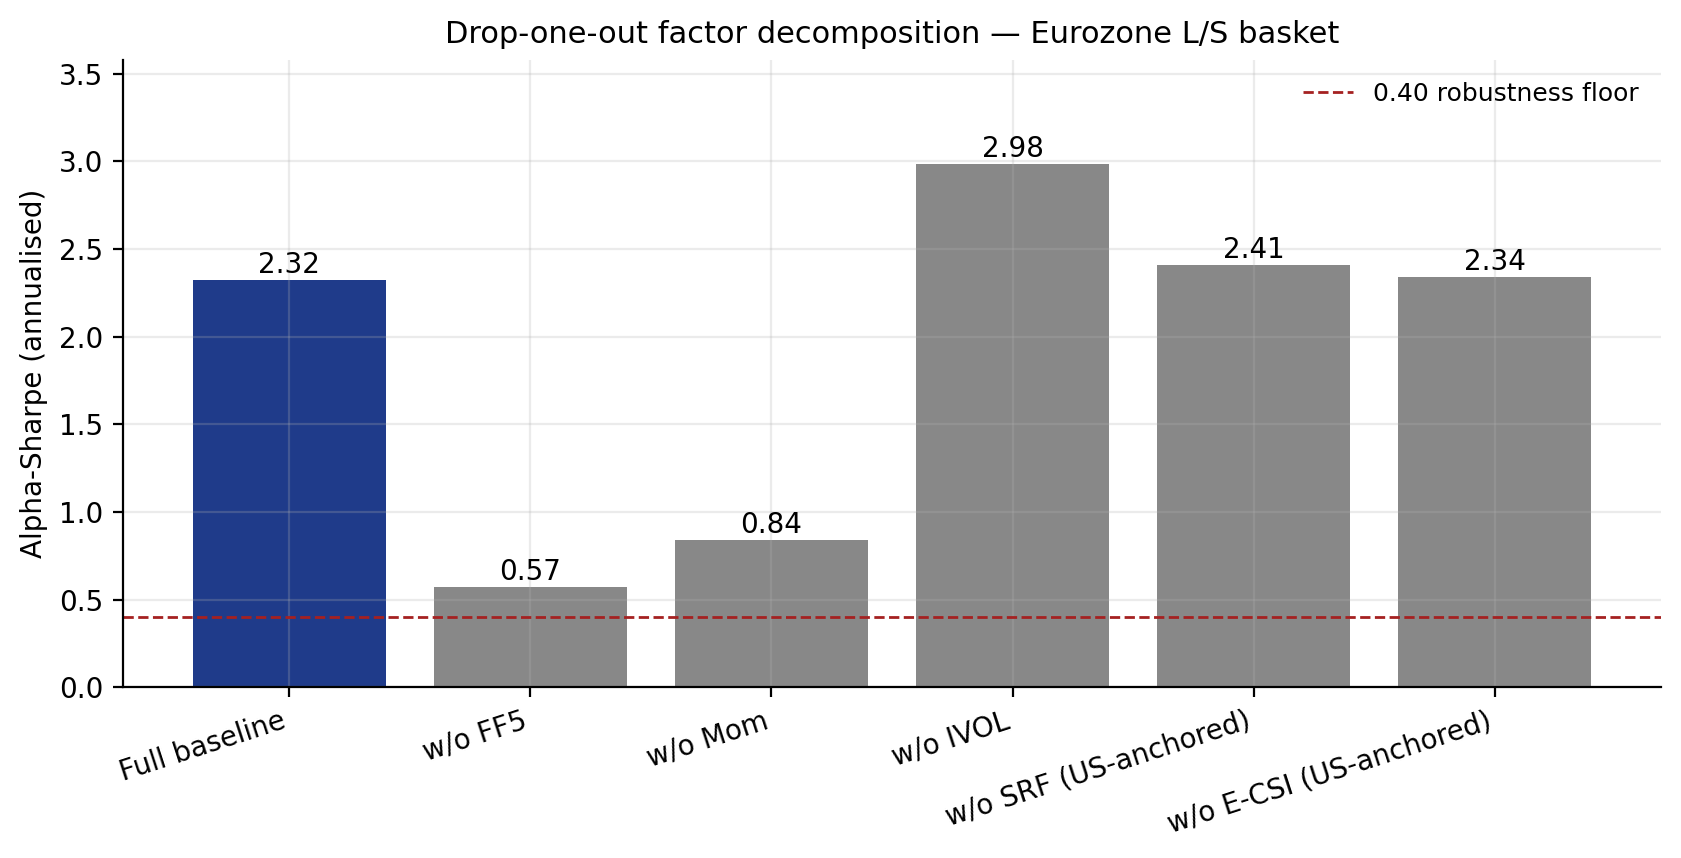 Drop-one-out factor decomposition — Eurozone L/S basket
3.5
3.0
2.5
2.0
1.5
1.0
0.5
0.0
Alpha-Sharpe (annualised)
0.40 robustness floor
2.32
0.57
0.84
2.98
2.41
2.34
Full baseline
w/o FF5
w/o Mom
w/o IVOL
w/o SRF (US-anchored)
w/o E-CSI (US-anchored)